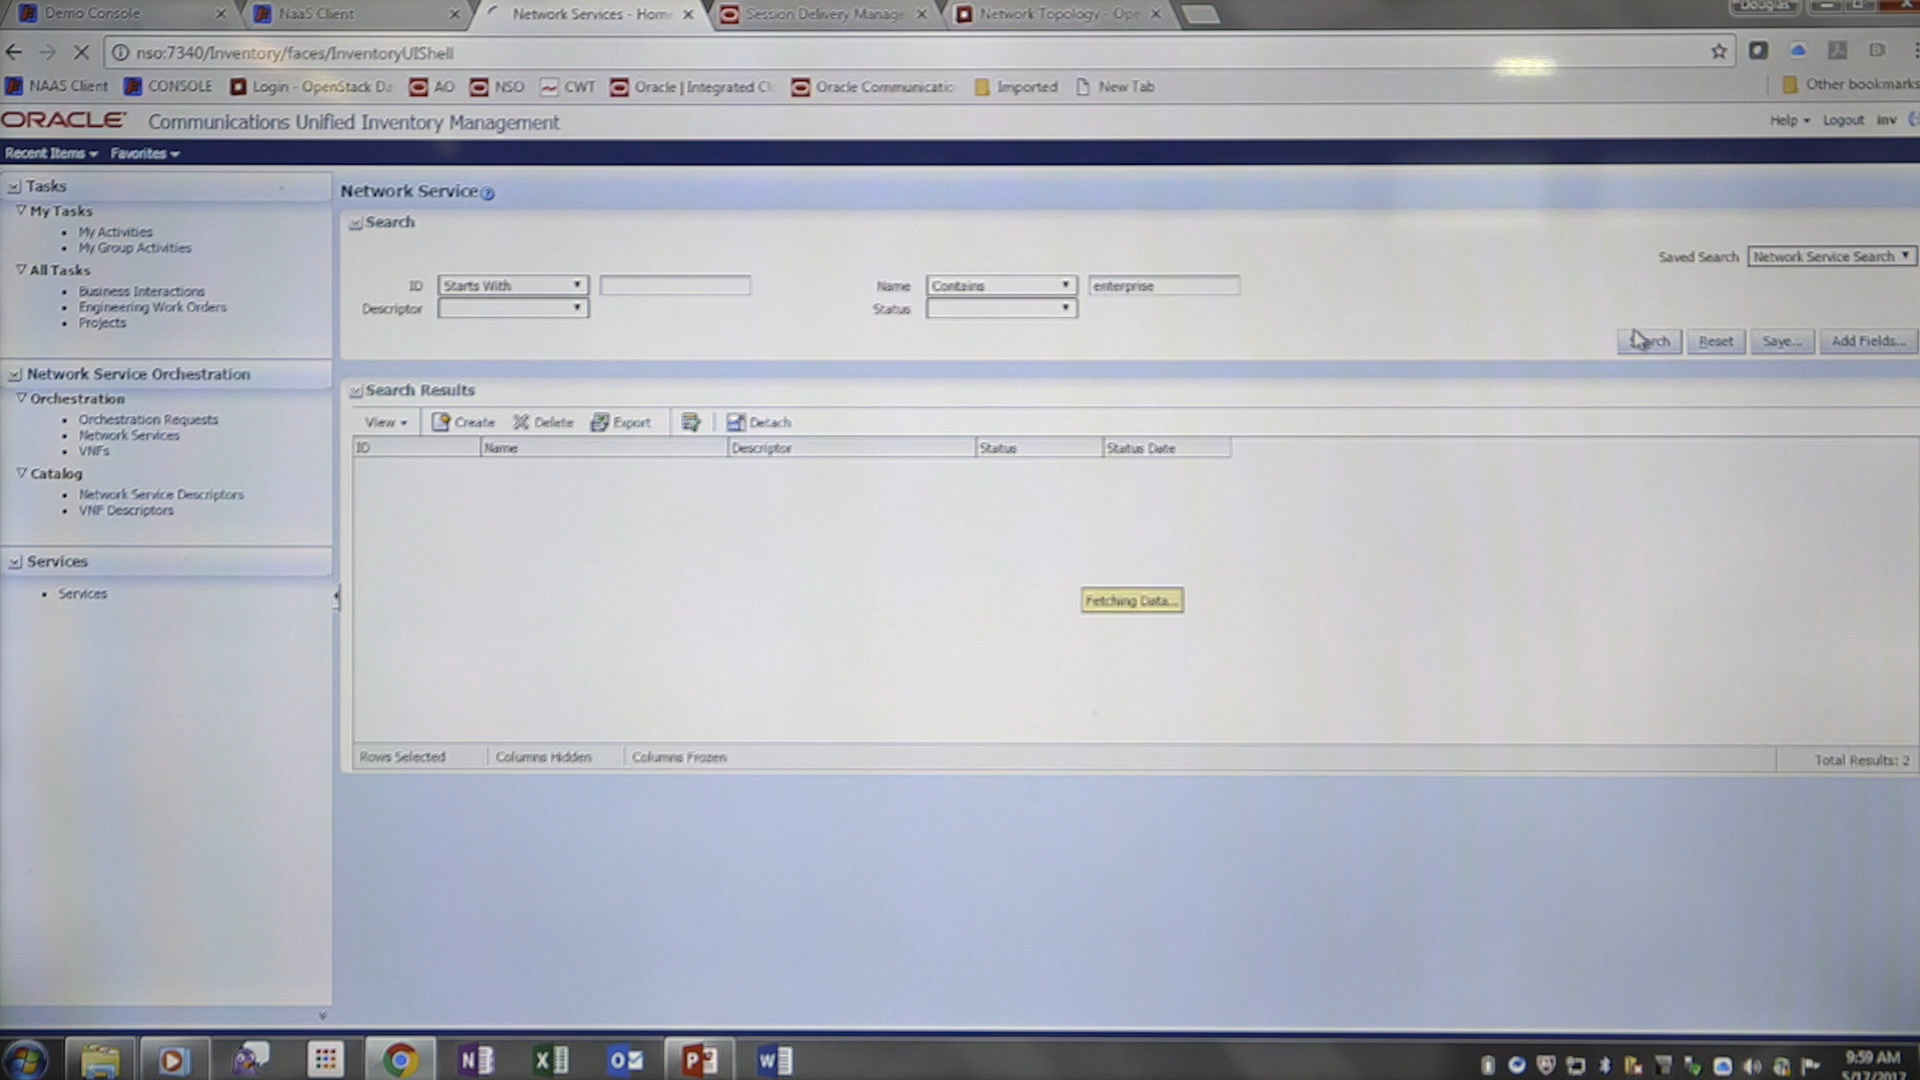 Demo Console
NaaS Client
Network Services - Home
Session Delivery Manage
Network Topology - Ope
Douglas
nso:7340/Inventory/faces/InventoryUIShell
NAAS Client
CONSOLE
Login - OpenStack Da
AO
NSO
CWT
Oracle | Integrated Cl
Oracle Communicatio
Imported
New Tab
Other bookmarks
ORACLE Communications Unified Inventory Management
Help
Logout
inv
Recent Items
Favorites
Tasks
My Tasks
My Activities
My Group Activities
All Tasks
Business Interactions
Engineering Work Orders
Projects
Network Service Orchestration
Orchestration
Orchestration Requests
Network Services
VNFs
Catalog
Network Service Descriptors
VNF Descriptors
Services
Services
Network Service
Search
Saved Search Network Service Search
ID Starts With
Name Contains enterprise
Descriptor
Status
Search Reset Save... Add Fields...
Search Results
View Create Delete Export Detach
ID Name Descriptor Status Status Date
Fetching Data...
Rows Selected Columns Hidden Columns Frozen Total Results: 2
9:59 AM
5/17/2017